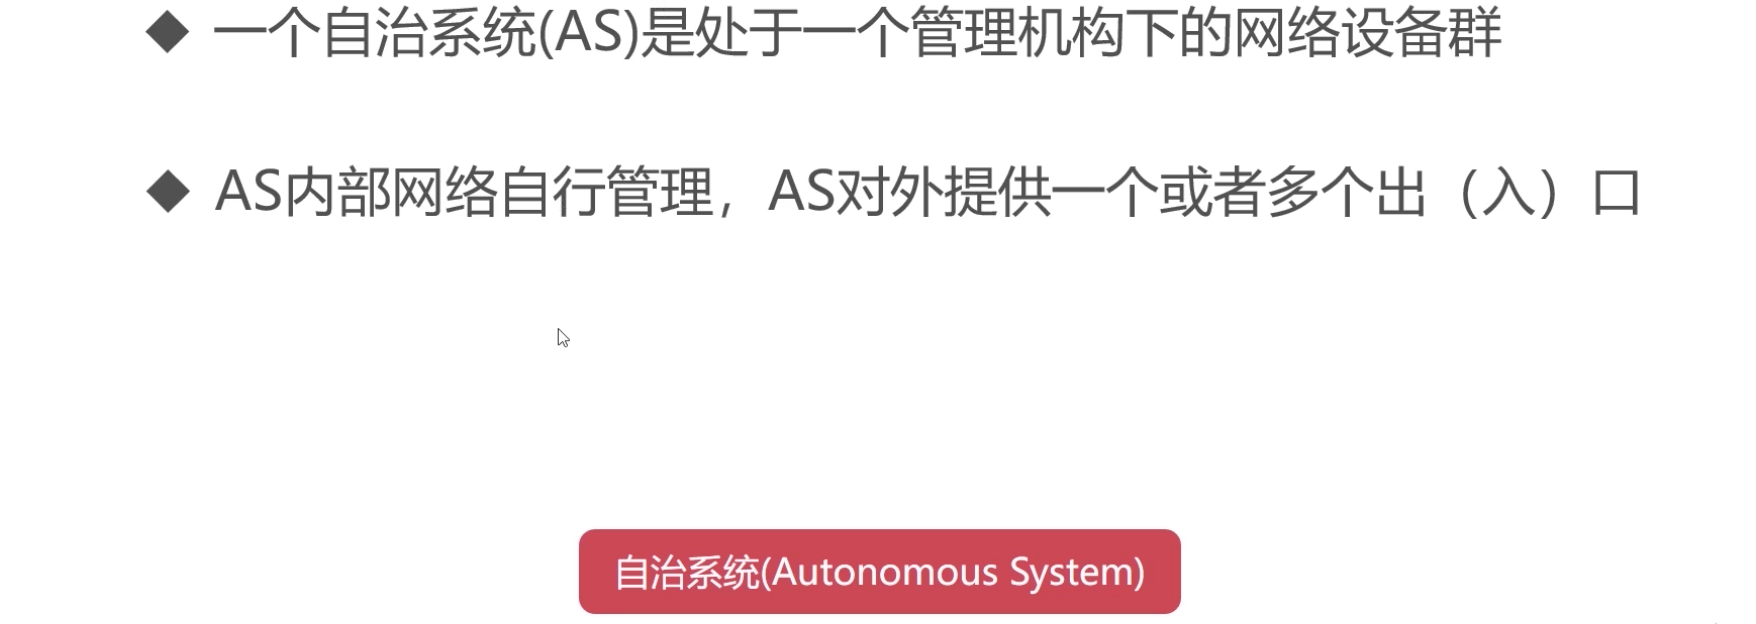 ◆ 一个自治系统(AS)是处于一个管理机构下的网络设备群
◆ AS内部网络自行管理，AS对外提供一个或者多个出（入）口
自治系统(Autonomous System)